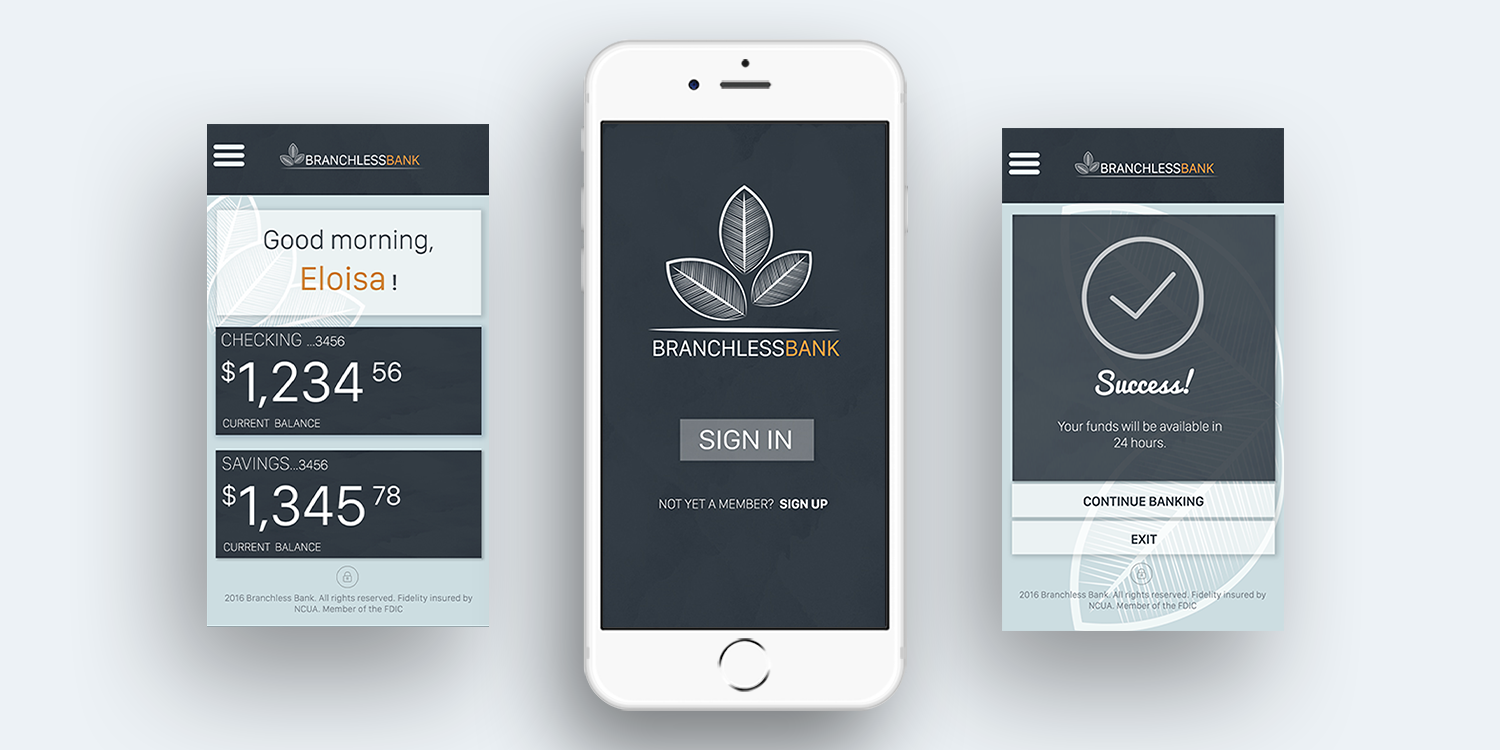 BRANCHLESSBANK
Good morning,
Eloisa !
CHECKING ...3456
$1,234 56
CURRENT BALANCE
SAVINGS...3456
$1,345 78
CURRENT BALANCE
2016 Branchless Bank. All rights reserved. Fidelity insured by
NCUA. Member of the FDIC
BRANCHLESSBANK
SIGN IN
NOT YET A MEMBER? SIGN UP
BRANCHLESSBANK
Success!
Your funds will be available in
24 hours.
CONTINUE BANKING
EXIT
2016 Branchless Bank. All rights reserved. Fidelity insured by
NCUA. Member of the FDIC